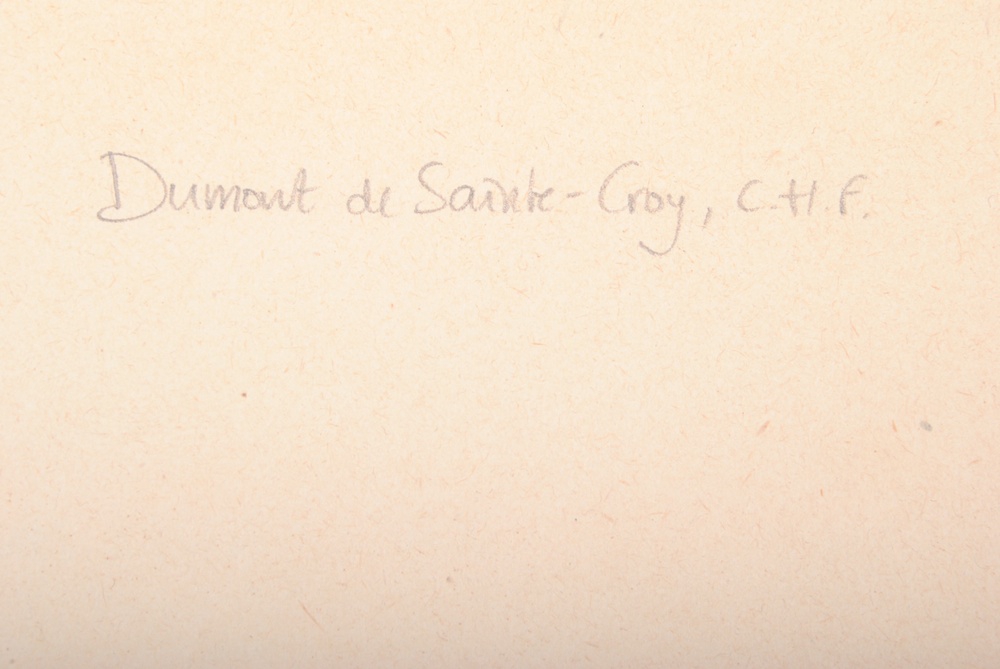 Dumont de Sainte-Croy, C.H.F.